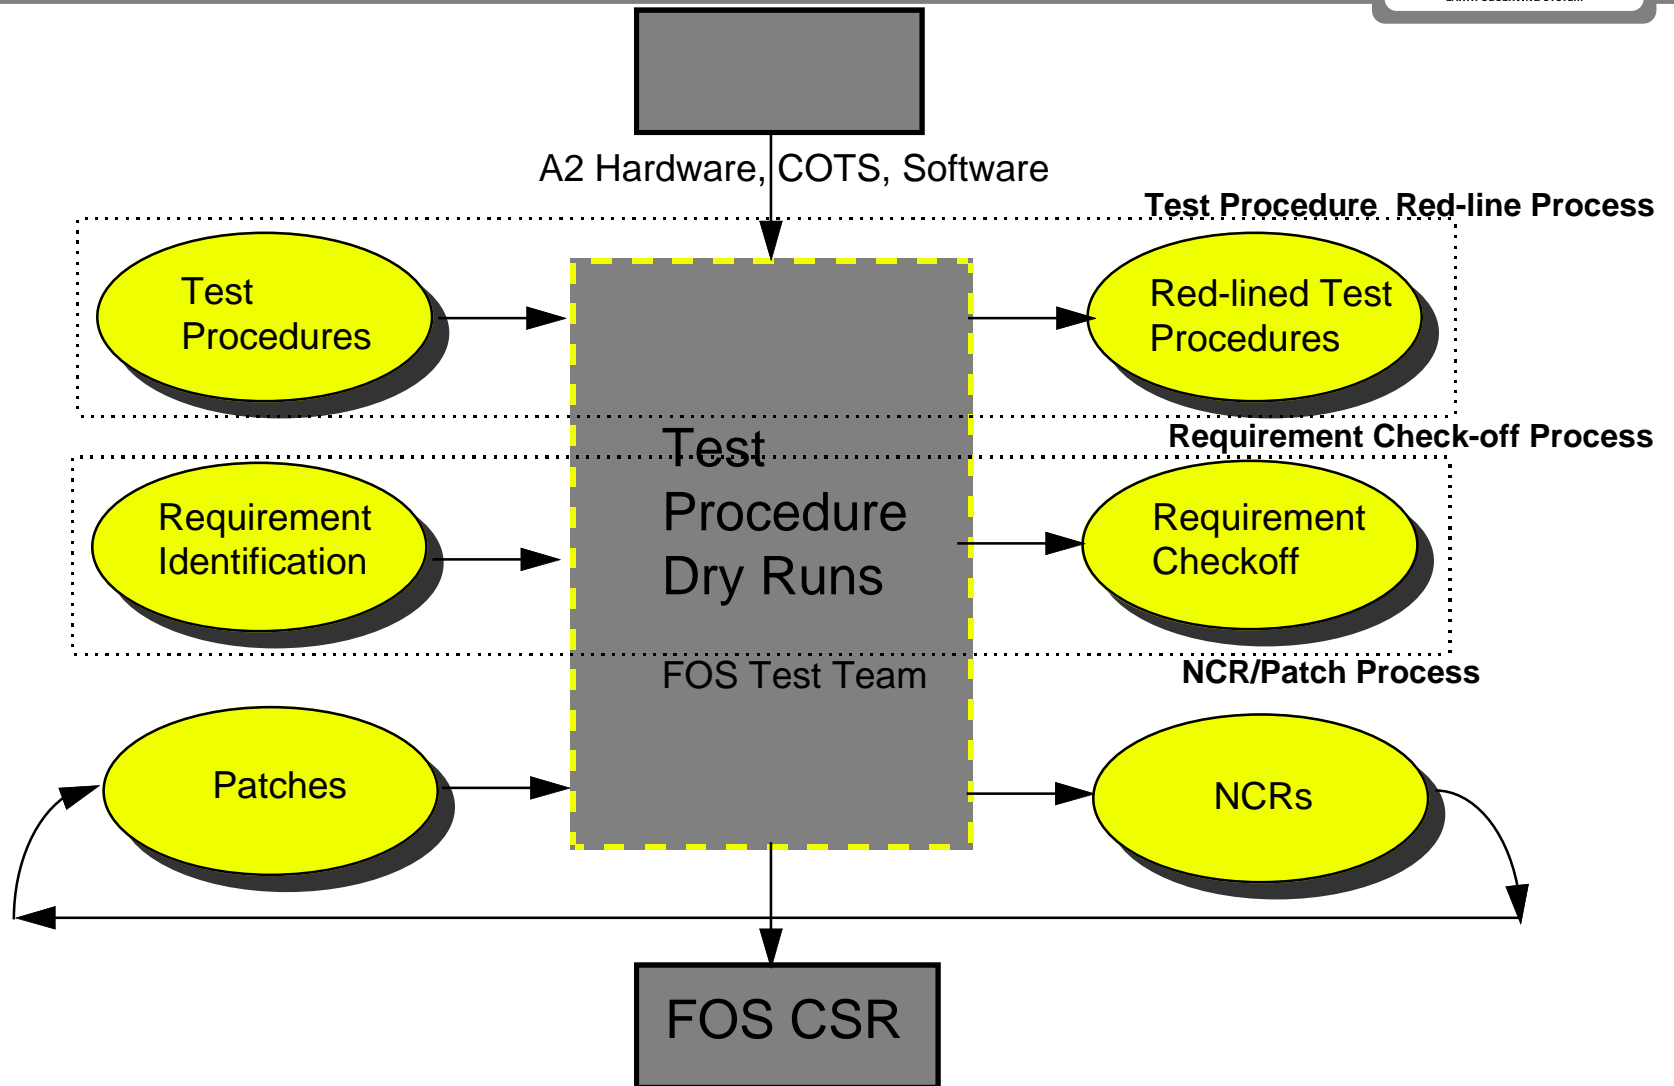 A2 Hardware, COTS, Software
Test Procedure Red-line Process
Test
Procedures
Red-lined Test
Procedures
Requirement Check-off Process
Test
Procedure
Dry Runs
FOS Test Team
Requirement
Identification
Requirement
Checkoff
NCR/Patch Process
Patches
NCRs
FOS CSR